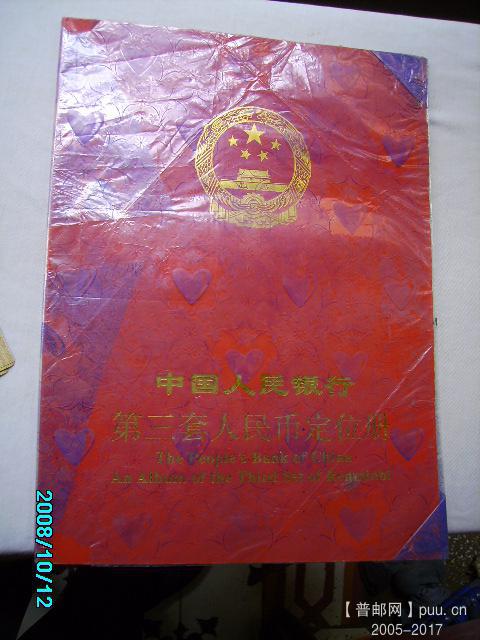 中国人民银行
第三套人民币定位册
The People's Bank of China
An Album of the Third Set of Renminbi
2008/10/12
【普邮网】puu.cn
2005-2017